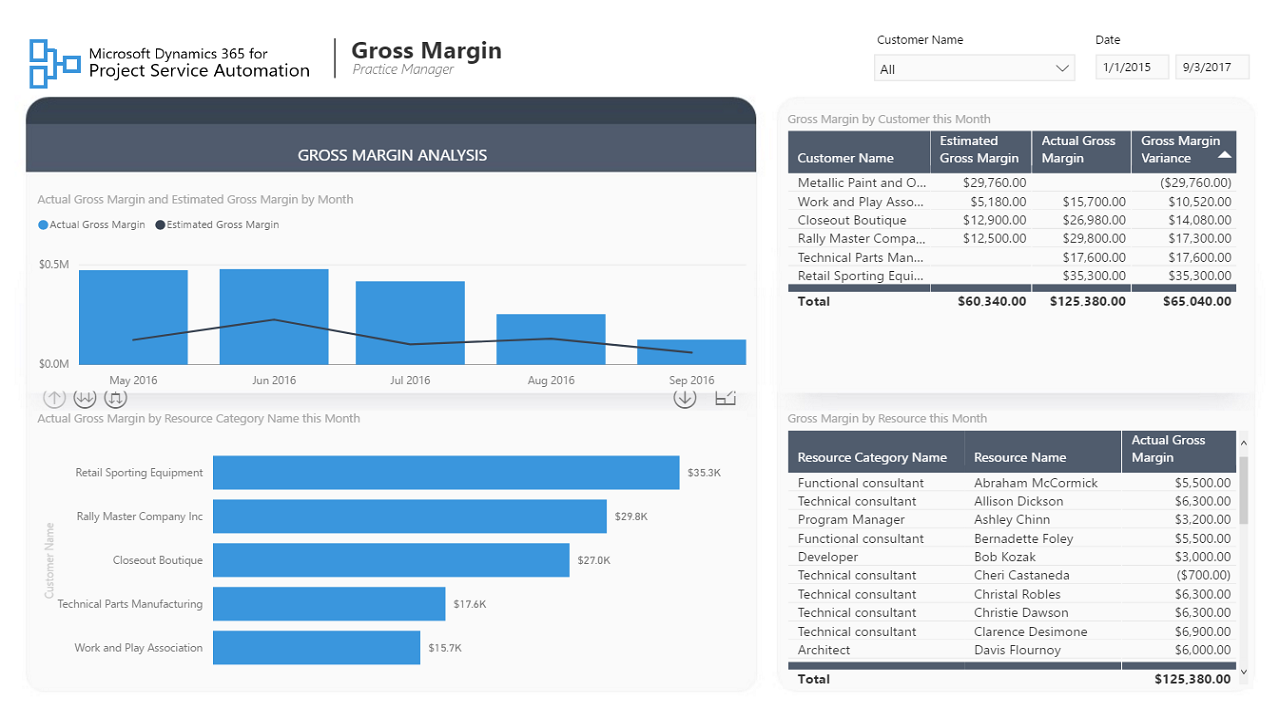 Microsoft Dynamics 365 for
Project Service Automation
Gross Margin
Practice Manager
Customer Name
All
Date
1/1/2015 9/3/2017
GROSS MARGIN ANALYSIS
Actual Gross Margin and Estimated Gross Margin by Month
Actual Gross Margin Estimated Gross Margin
$0.5M
$0.0M
May 2016 Jun 2016 Jul 2016 Aug 2016 Sep 2016
Actual Gross Margin by Resource Category Name this Month
Customer Name
Retail Sporting Equipment $35.3K
Rally Master Company Inc $29.8K
Closeout Boutique $27.0K
Technical Parts Manufacturing $17.6K
Work and Play Association $15.7K
Gross Margin by Customer this Month
Customer Name Estimated Gross Margin Actual Gross Margin Gross Margin Variance
Metallic Paint and O... $29,760.00 ($29,760.00)
Work and Play Asso... $5,180.00 $15,700.00 $10,520.00
Closeout Boutique $12,900.00 $26,980.00 $14,080.00
Rally Master Compa... $12,500.00 $29,800.00 $17,300.00
Technical Parts Man... $17,600.00 $17,600.00
Retail Sporting Equi... $35,300.00 $35,300.00
Total $60,340.00 $125,380.00 $65,040.00
Gross Margin by Resource this Month
Resource Category Name Resource Name Actual Gross Margin
Functional consultant Abraham McCormick $5,500.00
Technical consultant Allison Dickson $6,300.00
Program Manager Ashley Chinn $3,200.00
Functional consultant Bernadette Foley $5,500.00
Developer Bob Kozak $3,000.00
Technical consultant Cheri Castaneda ($700.00)
Technical consultant Christal Robles $6,300.00
Technical consultant Christie Dawson $6,300.00
Technical consultant Clarence Desimone $6,900.00
Architect Davis Flournoy $6,000.00
Total $125,380.00